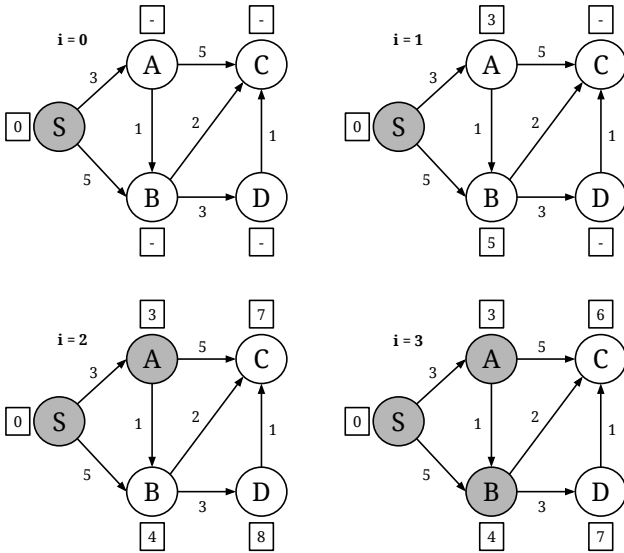 - - 3 -
i = 0 A 5 C i = 1 A 5 C
3 3
0 S 1 2 1 0 S 1 2 1
5 B 3 D 5 B 3 D
- - 5 -
3 7 3 6
i = 2 A 5 C i = 3 A 5 C
3 3
0 S 1 2 1 0 S 1 2 1
5 B 3 D 5 B 3 D
4 8 4 7